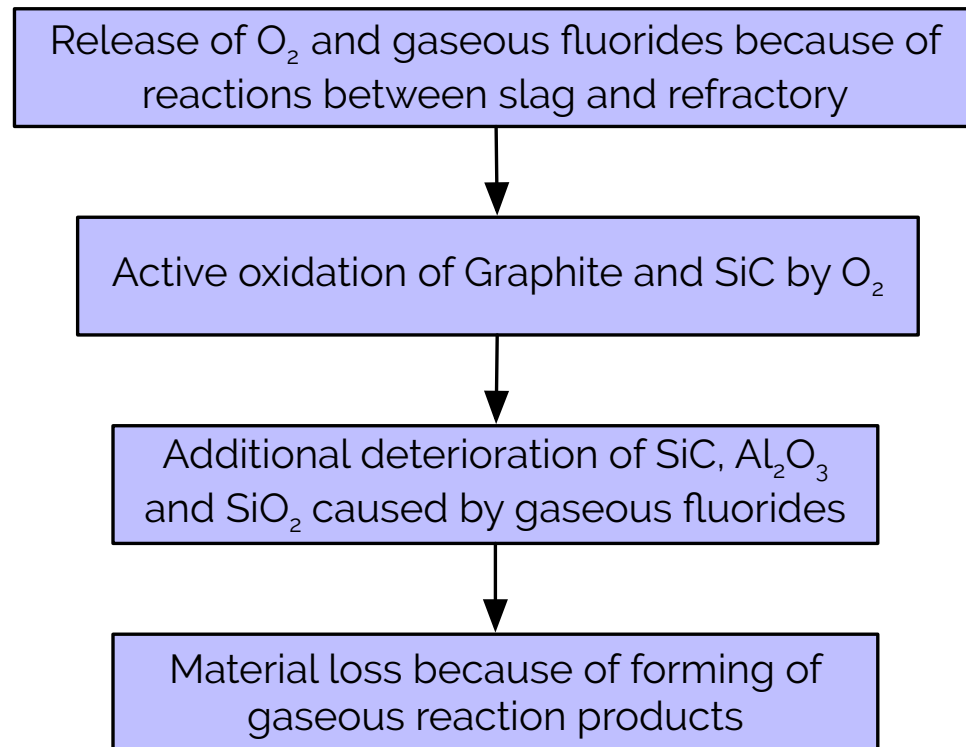 Release of O₂ and gaseous fluorides because of
reactions between slag and refractory
Active oxidation of Graphite and SiC by O₂
Additional deterioration of SiC, Al₂O₃
and SiO₂ caused by gaseous fluorides
Material loss because of forming of
gaseous reaction products